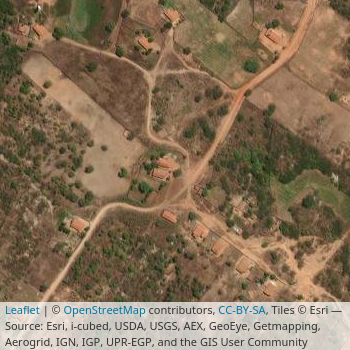 Leaflet | © OpenStreetMap contributors, CC-BY-SA, Tiles © Esri —
Source: Esri, i-cubed, USDA, USGS, AEX, GeoEye, Getmapping,
Aerogrid, IGN, IGP, UPR-EGP, and the GIS User Community